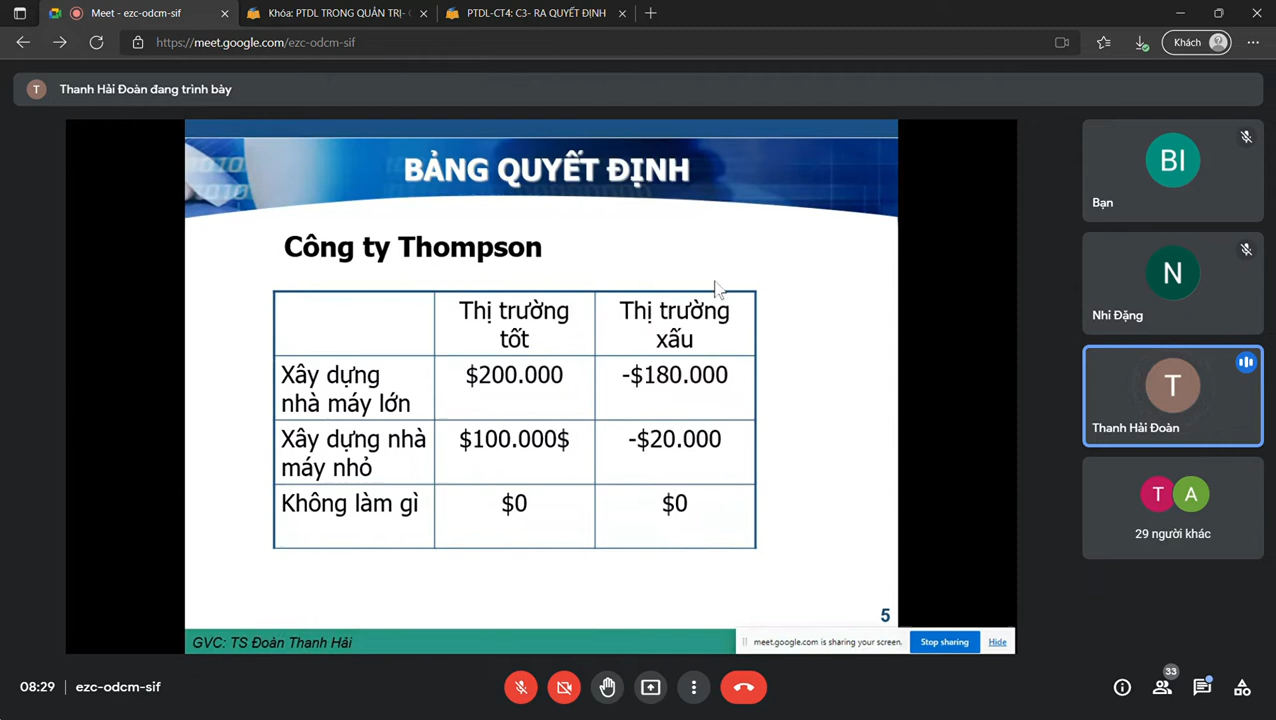 Meet - ezc-odcm-sif
Khóa: PTDL TRONG QUẢN TRỊ-
PTDL-CT4: C3- RA QUYẾT ĐỊNH
https://meet.google.com/ezc-odcm-sif
Khách
T
Thanh Hải Đoàn đang trình bày
BẢNG QUYẾT ĐỊNH
Công ty Thompson
Thị trường
tốt
Thị trường
xấu
Xây dựng
nhà máy lớn
$200.000
-$180.000
Xây dựng nhà
máy nhỏ
$100.000$
-$20.000
Không làm gì
$0
$0
5
GVC: TS Đoàn Thanh Hải
meet.google.com is sharing your screen.
Stop sharing
Hide
BI
Bạn
N
Nhi Đặng
T
Thanh Hải Đoàn
T
A
29 người khác
08:29
ezc-odcm-sif
33